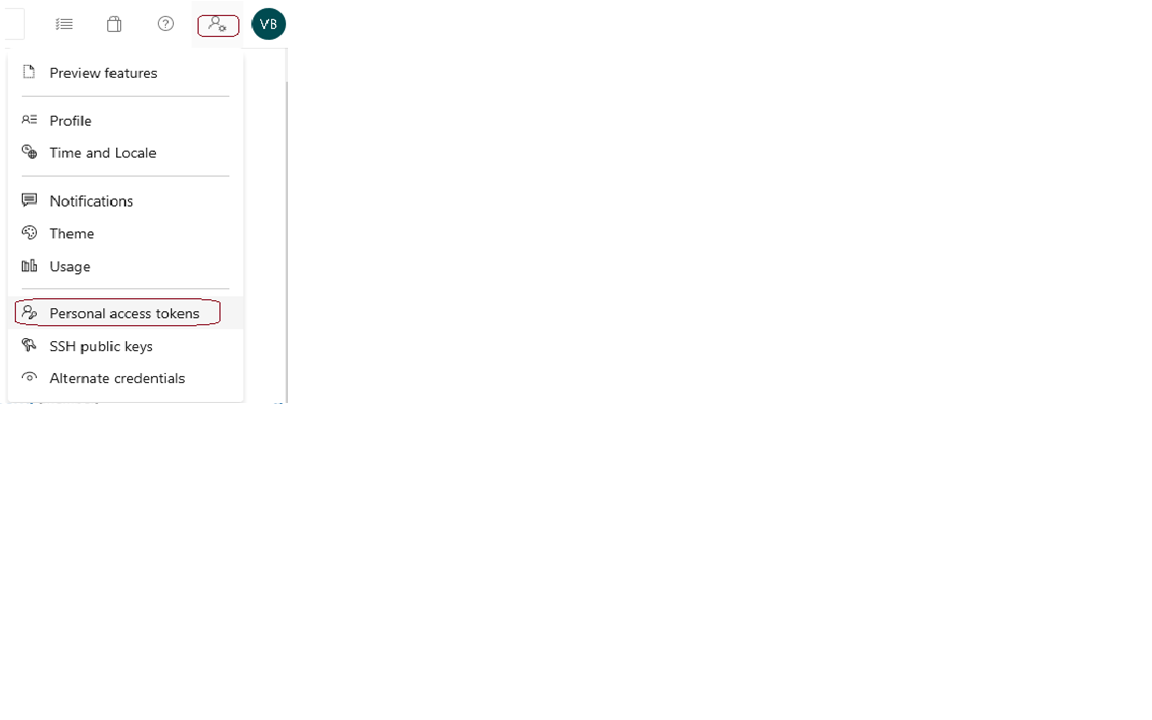 VB
Preview features
Profile
Time and Locale
Notifications
Theme
Usage
Personal access tokens
SSH public keys
Alternate credentials